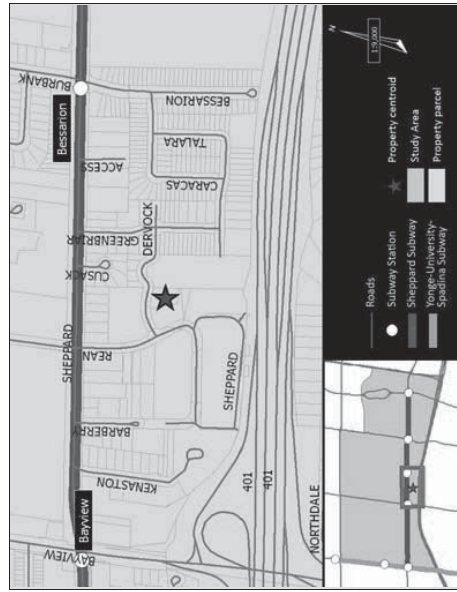 Bayview
Bessarion
BAYVIEW
SHEPPARD
BURBANK
KENASTON
BARBERRY
REAN
CUSACK
GREENBRIAR
ACCESS
DERVOCK
CARACAS
TALARA
BESSARION
SHEPPARD
401
401
NORTHDALE
N
1:9,000
Roads
Subway Station
Sheppard Subway
Yonge-University-
Spadina Subway
Property centroid
Study Area
Property parcel